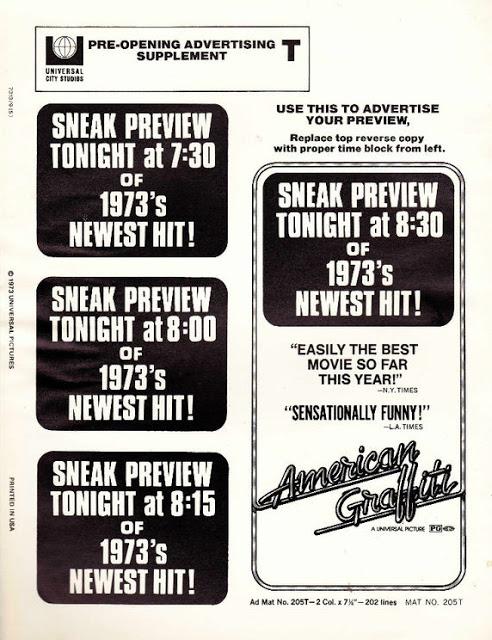 UNIVERSAL
CITY STUDIOS
PRE-OPENING ADVERTISING
SUPPLEMENT
T
SNEAK PREVIEW
TONIGHT at 7:30
OF
1973's
NEWEST HIT!
SNEAK PREVIEW
TONIGHT at 8:00
OF
1973's
NEWEST HIT!
SNEAK PREVIEW
TONIGHT at 8:15
OF
1973's
NEWEST HIT!
USE THIS TO ADVERTISE
YOUR PREVIEW,
Replace top reverse copy
with proper time block from left.
SNEAK PREVIEW
TONIGHT at 8:30
OF
1973's
NEWEST HIT!
"EASILY THE BEST
MOVIE SO FAR
THIS YEAR!"
—N.Y. TIMES
"SENSATIONALLY FUNNY!"
—L.A. TIMES
American
Graffiti
A UNIVERSAL PICTURE PG
Ad Mat No. 205T—2 Col. x 7¼"—202 lines MAT NO. 205T
© 1973 UNIVERSAL PICTURES
PRINTED IN USA